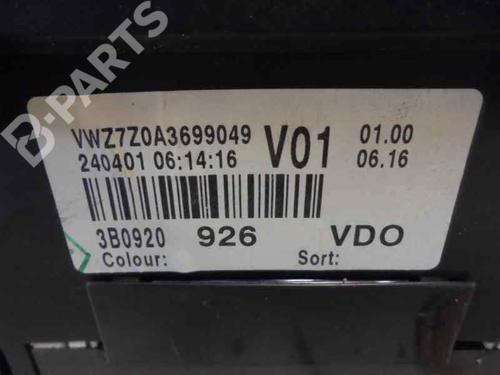 B-PARTS
VWZ7Z0A3699049 V01 01.00
240401 06:14:16 06.16
3B0920 926 VDO
Colour: Sort: